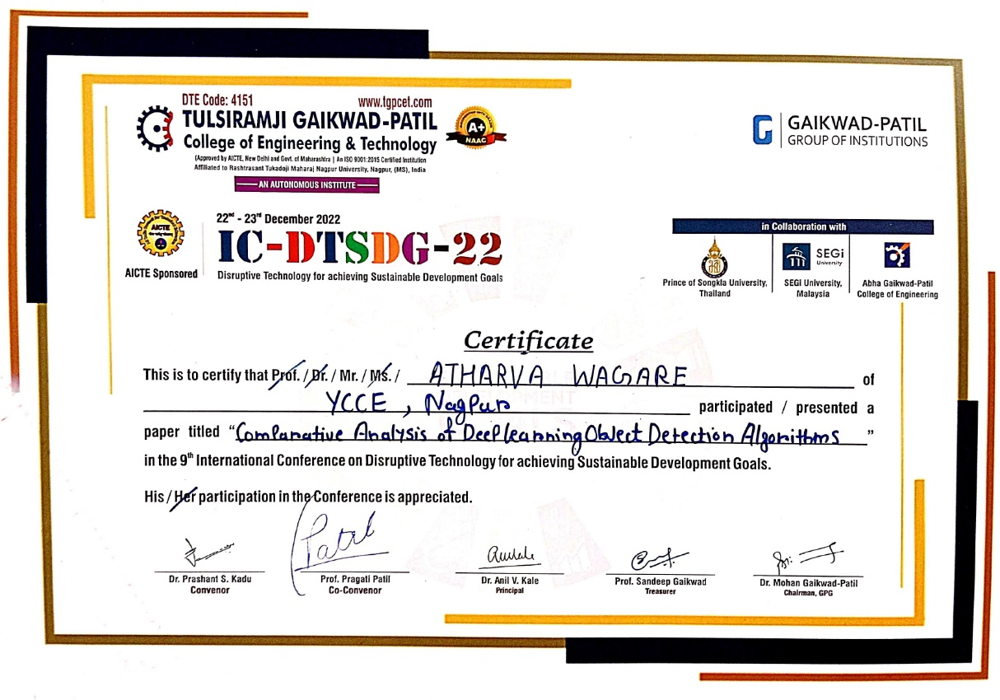 DTE Code: 4151 www.tgpcet.com
TULSIRAMJI GAIKWAD-PATIL
College of Engineering & Technology
(Approved by AICTE, New Delhi and Govt. of Maharashtra | An ISO 9001:2015 Certified Institution
Affiliated to Rashtrasant Tukadoji Maharaj Nagpur University, Nagpur, (MS), India
AN AUTONOMOUS INSTITUTE
A+
NAAC
GAIKWAD-PATIL
GROUP OF INSTITUTIONS
AICTE
AICTE Sponsored
22nd - 23rd December 2022
IC-DTSDG-22
Disruptive Technology for achieving Sustainable Development Goals
in Collaboration with
Prince of Songkla University,
Thailand
SEGi
University
SEGI University,
Malaysia
Abha Gaikwad-Patil
College of Engineering
Certificate
This is to certify that Prof. / Dr. / Mr. / Ms. / ATHARVA WAGARE of
YCCE, Nagpur participated / presented a
paper titled "Comparative Analysis of Deep learning Object Detection Algorithms"
in the 9th International Conference on Disruptive Technology for achieving Sustainable Development Goals.
His / Her participation in the Conference is appreciated.
Patil
Dr. Prashant S. Kadu
Convenor
Prof. Pragati Patil
Co-Convenor
Dr. Anil V. Kale
Principal
Prof. Sandeep Gaikwad
Treasurer
Dr. Mohan Gaikwad-Patil
Chairman, GPG